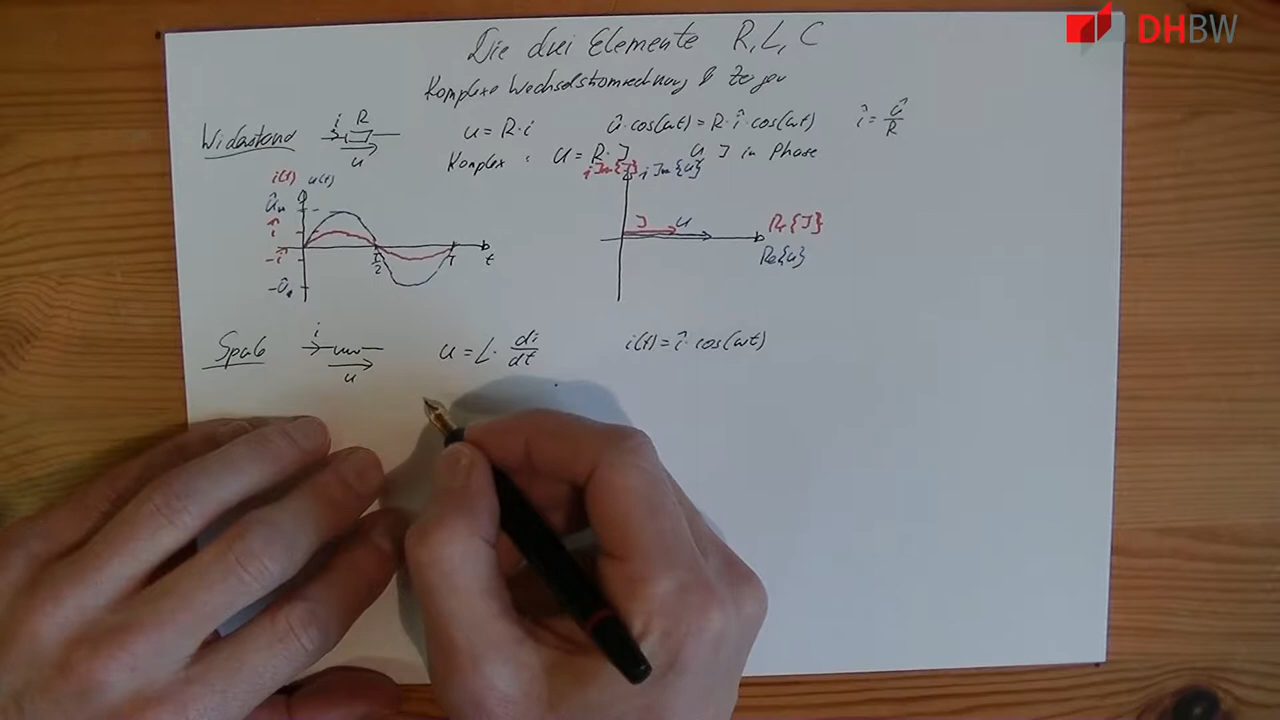 DHBW
Die drei Elemente R, L, C
Komplexe Wechselstromrechnung & Zeiger
Widerstand i R u u = R·i û·cos(ωt) = R·î·cos(ωt) î = û/R
Komplex: U = R·I U I in Phase
i(t) u(t) j Im{I} j Im{U}
û
î I U Re{I}
-î T/2 T t Re{U}
-û
Spule i u u = L· di/dt i(t) = î·cos(ωt)